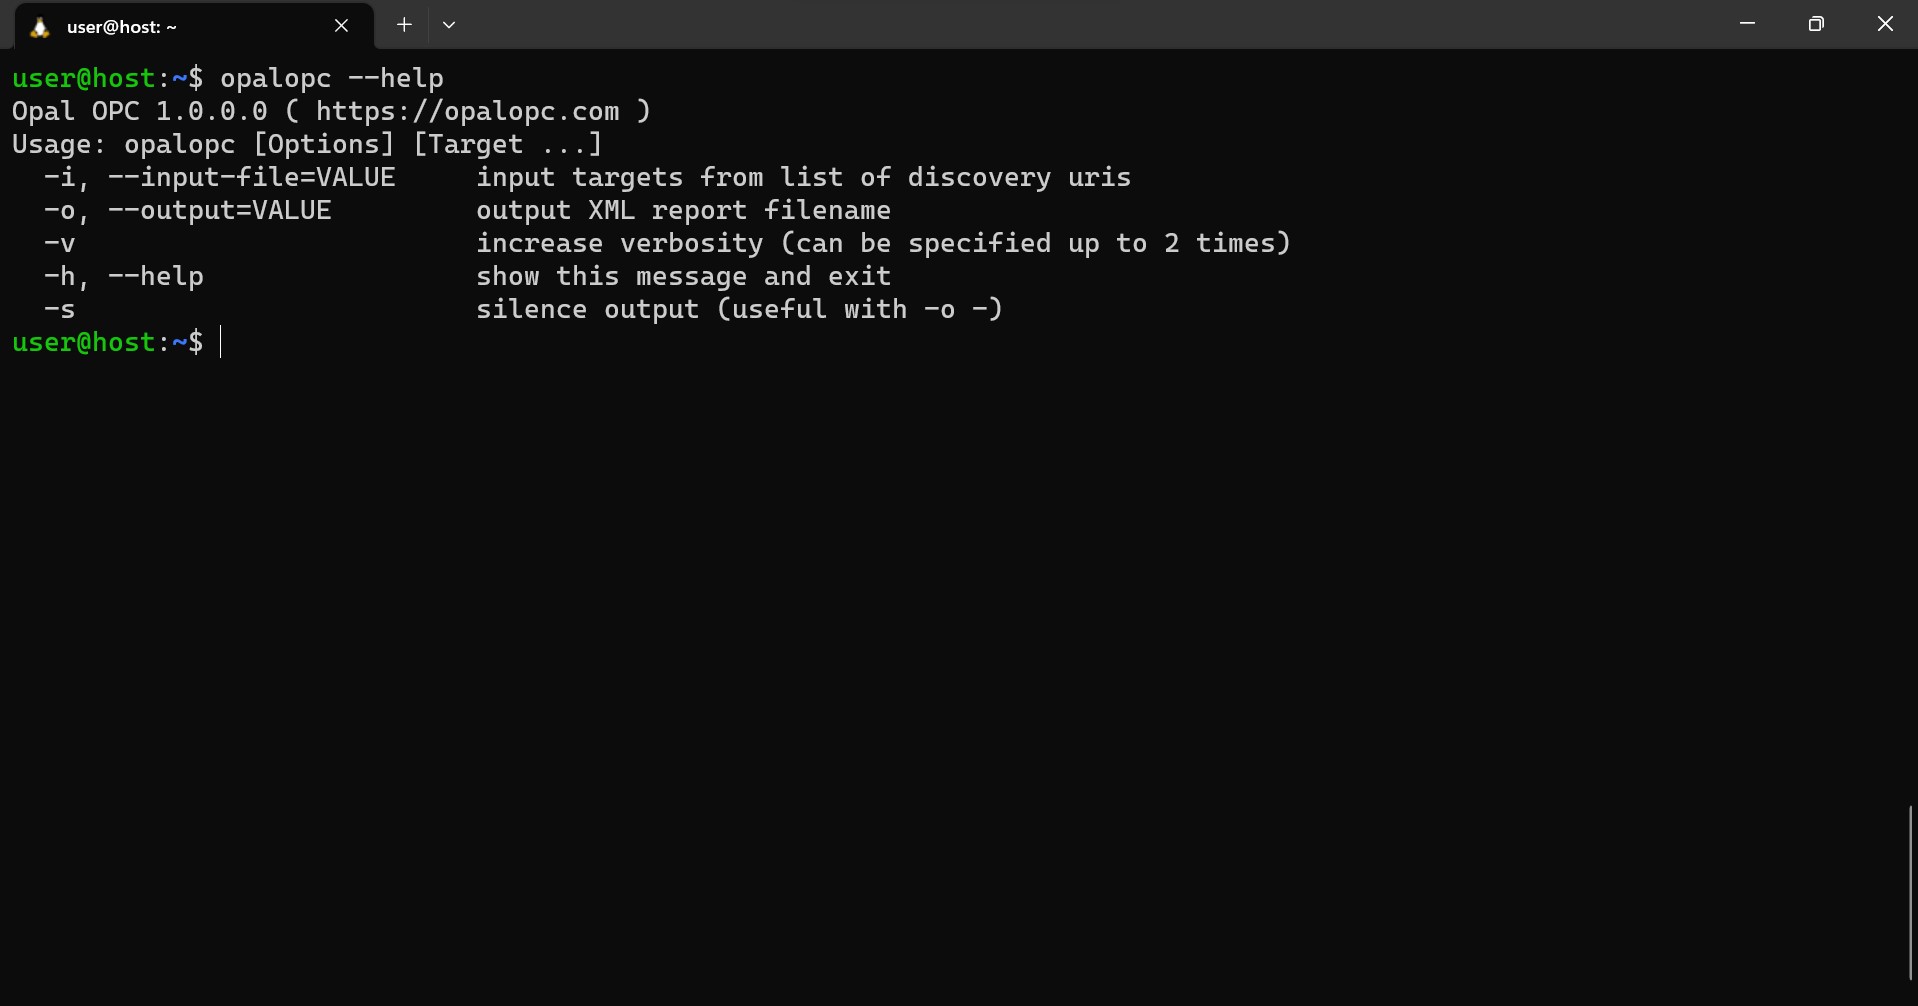 user@host: ~
user@host:~$ opalopc --help
Opal OPC 1.0.0.0 ( https://opalopc.com )
Usage: opalopc [Options] [Target ...]
  -i, --input-file=VALUE     input targets from list of discovery uris
  -o, --output=VALUE         output XML report filename
  -v                         increase verbosity (can be specified up to 2 times)
  -h, --help                 show this message and exit
  -s                         silence output (useful with -o -)
user@host:~$